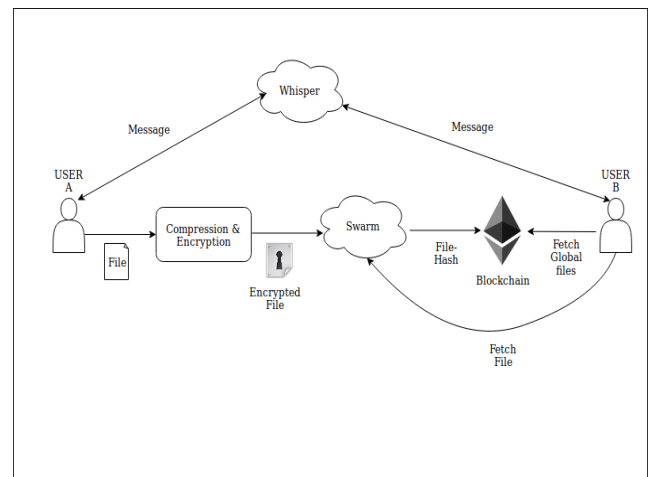 Whisper
Message
Message
USER
A
USER
B
Compression &
Encryption
Swarm
File
File-
Hash
Fetch
Global
files
Blockchain
Encrypted
File
Fetch
File